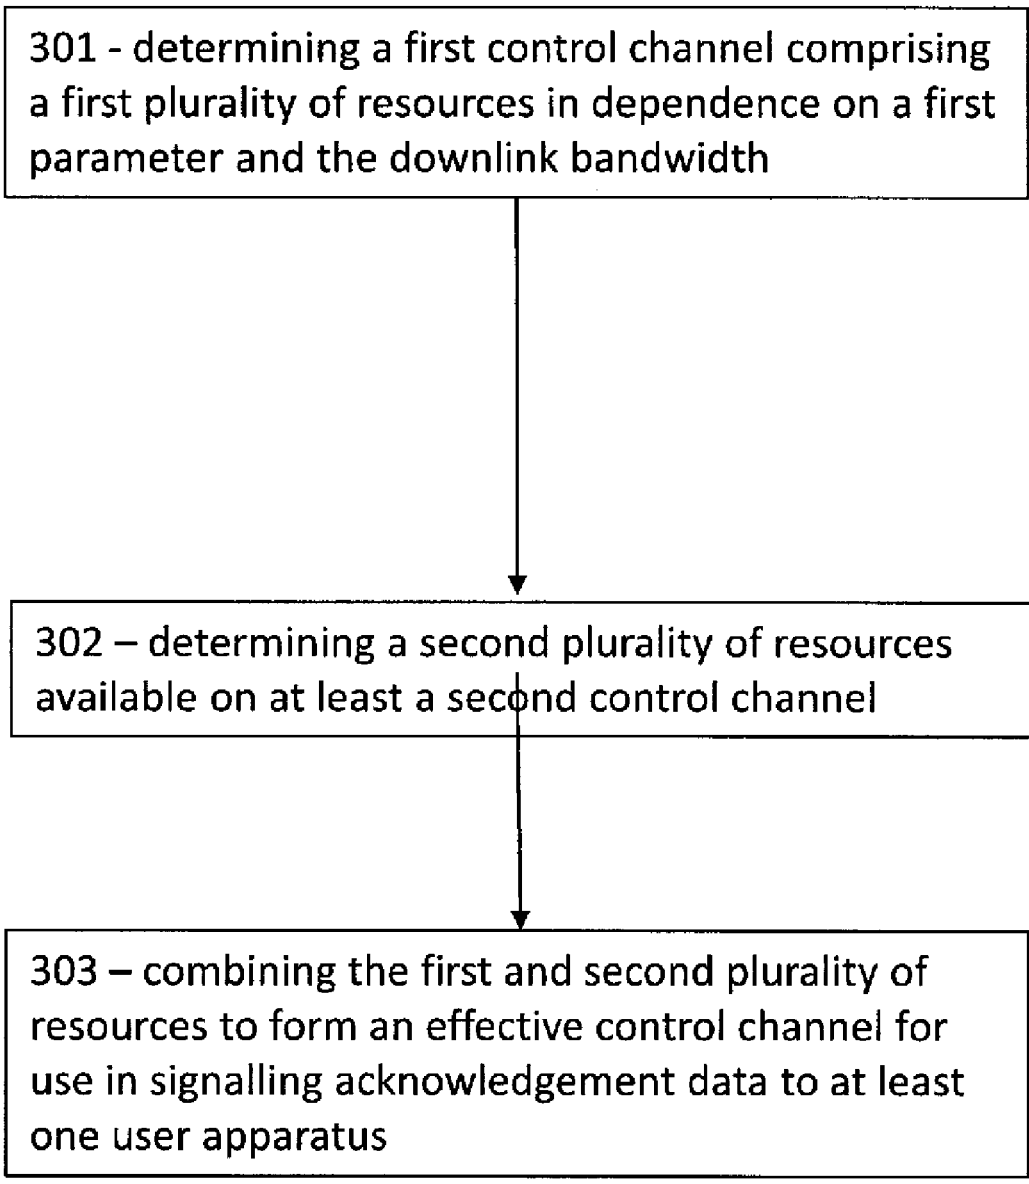 301 - determining a first control channel comprising
a first plurality of resources in dependence on a first
parameter and the downlink bandwidth
302 – determining a second plurality of resources
available on at least a second control channel
303 – combining the first and second plurality of
resources to form an effective control channel for
use in signalling acknowledgement data to at least
one user apparatus